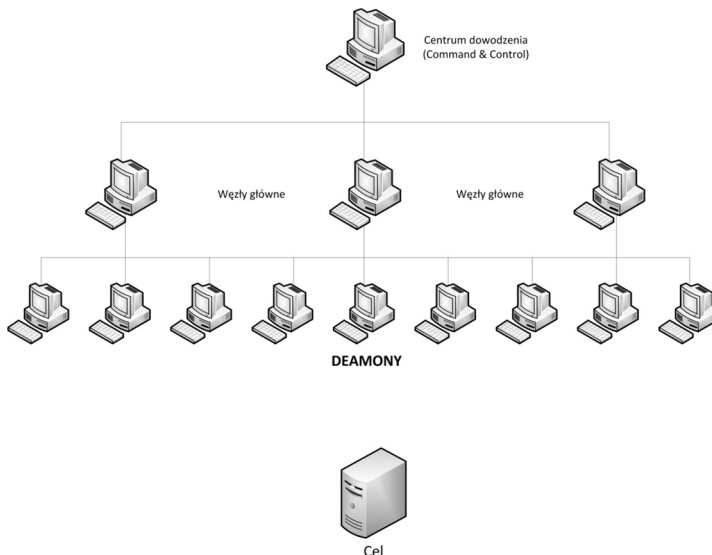 Centrum dowodzenia
(Command & Control)
Węzły główne
Węzły główne
DEAMONY
Cel